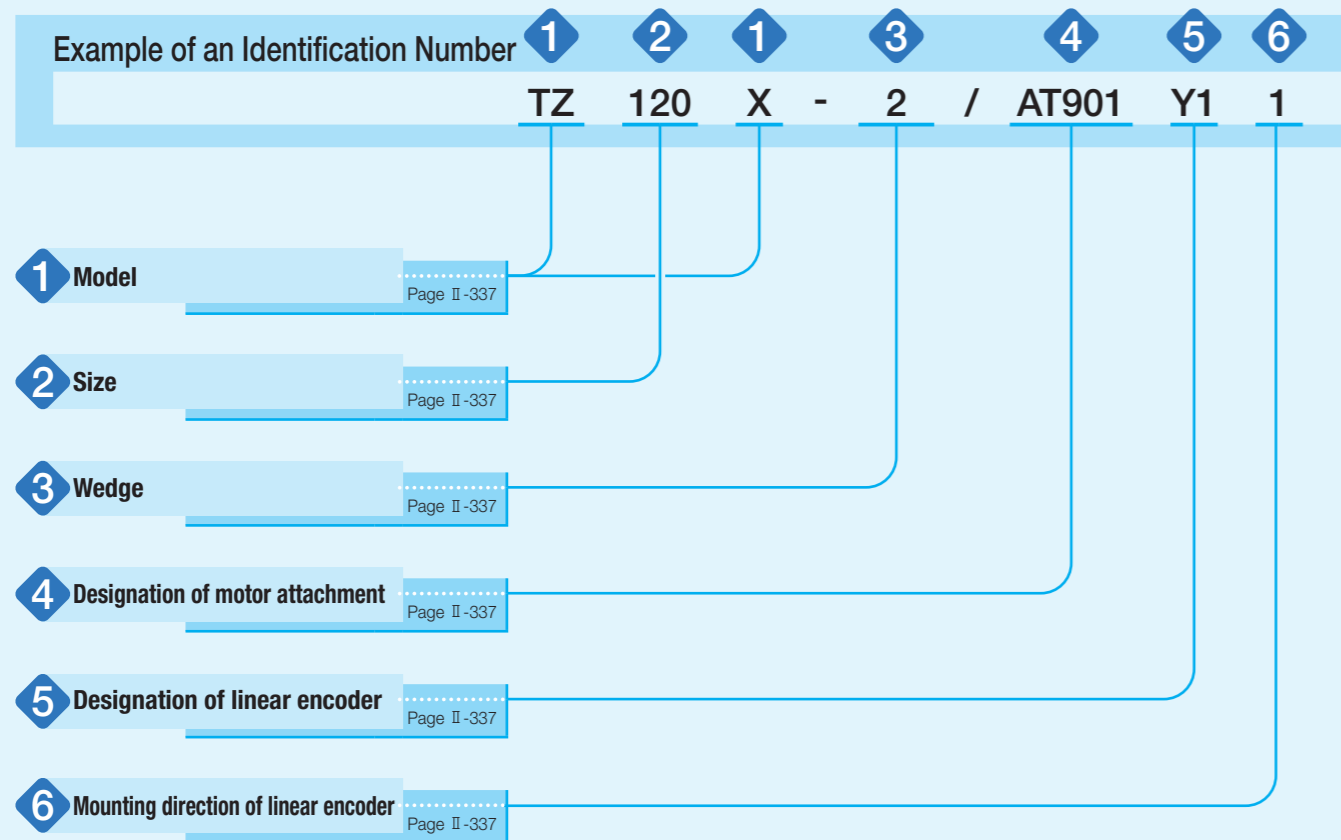 Example of an Identification Number 1 2 1 3 4 5 6
TZ 120 X - 2 / AT901 Y1 1
1 Model
Page Ⅱ-337
2 Size
Page Ⅱ-337
3 Wedge
Page Ⅱ-337
4 Designation of motor attachment
Page Ⅱ-337
5 Designation of linear encoder
Page Ⅱ-337
6 Mounting direction of linear encoder
Page Ⅱ-337